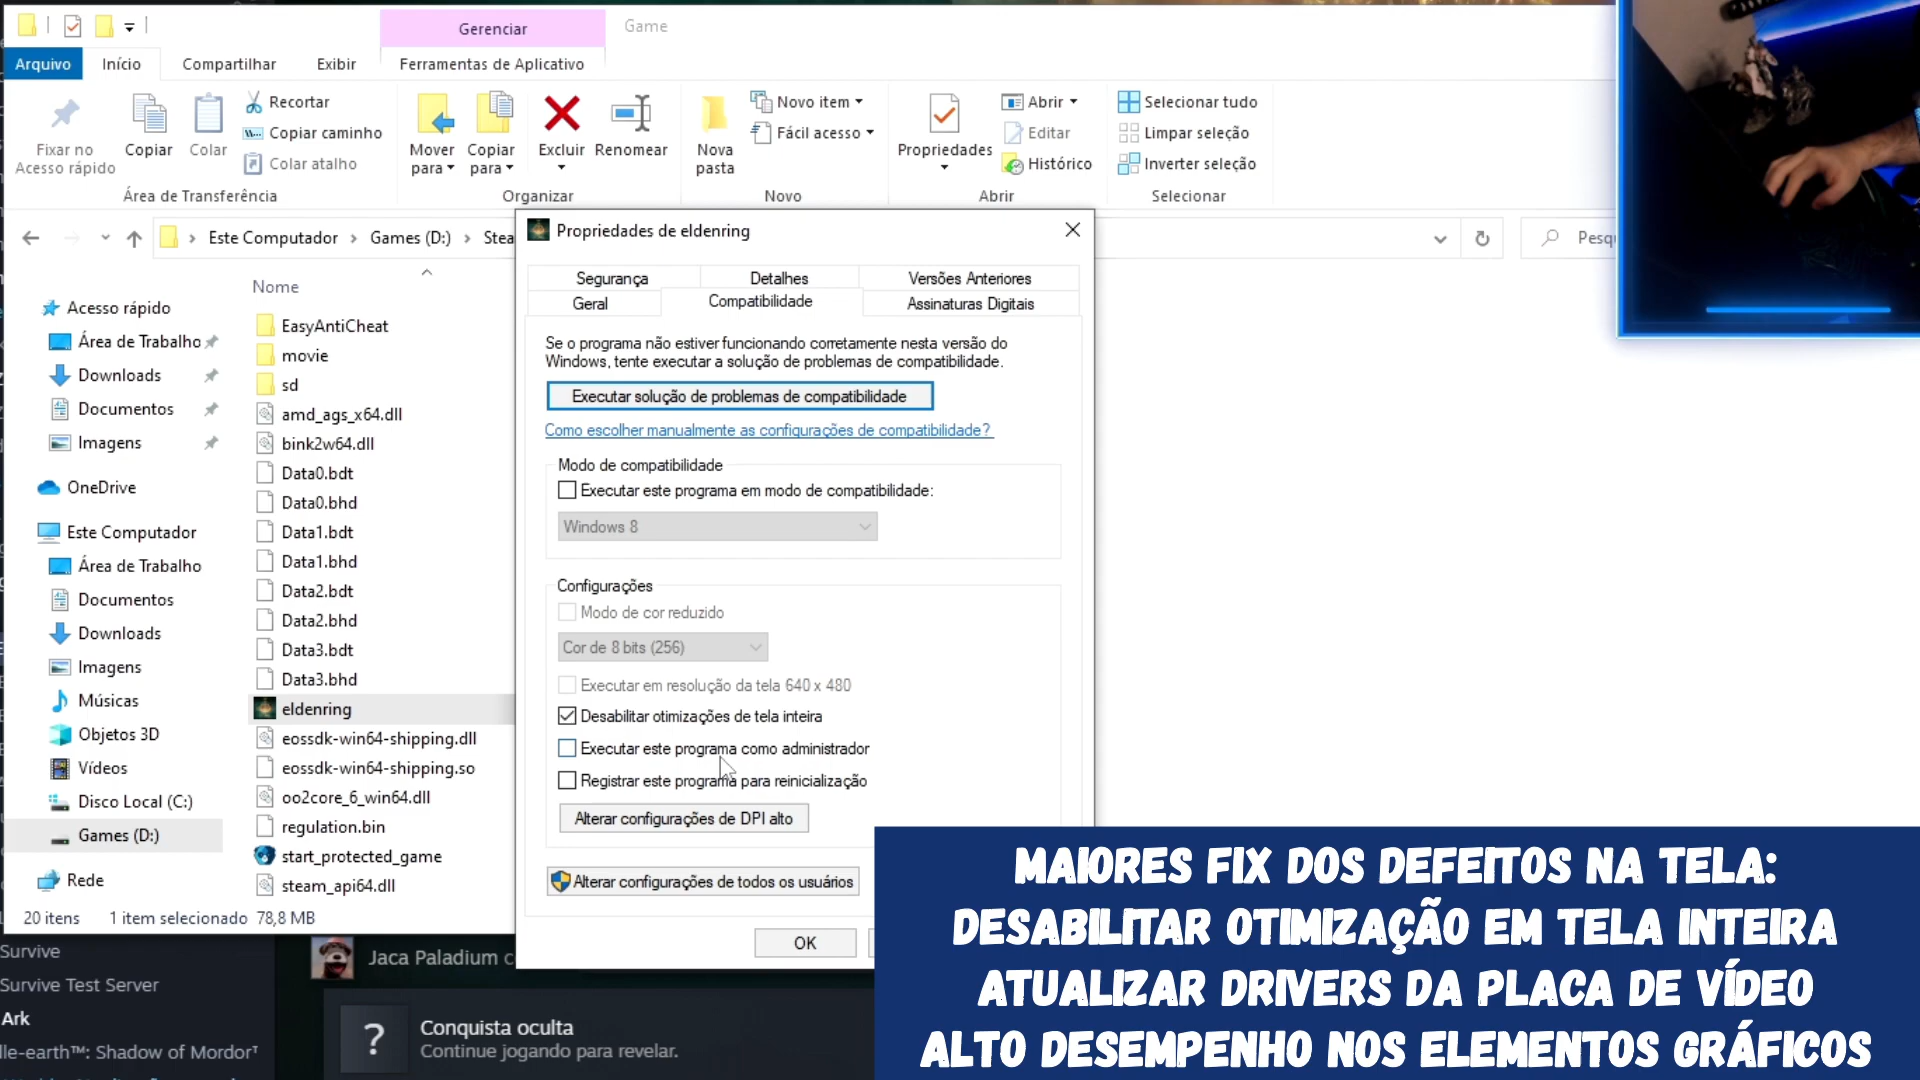 Gerenciar
Game
Arquivo
Início
Compartilhar
Exibir
Ferramentas de Aplicativo
Fixar no
Acesso rápido
Copiar
Colar
Recortar
Copiar caminho
Colar atalho
Área de Transferência
Mover
para
Copiar
para
Excluir
Renomear
Organizar
Nova
pasta
Novo item
Fácil acesso
Novo
Propriedades
Abrir
Editar
Histórico
Abrir
Selecionar tudo
Limpar seleção
Inverter seleção
Selecionar
Este Computador
Games (D:)
Acesso rápido
Área de Trabalho
Downloads
Documentos
Imagens
OneDrive
Este Computador
Área de Trabalho
Documentos
Downloads
Imagens
Músicas
Objetos 3D
Vídeos
Disco Local (C:)
Games (D:)
Rede
20 itens
1 item selecionado 78,8 MB
Nome
EasyAntiCheat
movie
sd
amd_ags_x64.dll
bink2w64.dll
Data0.bdt
Data0.bhd
Data1.bdt
Data1.bhd
Data2.bdt
Data2.bhd
Data3.bdt
Data3.bhd
eldenring
eossdk-win64-shipping.dll
eossdk-win64-shipping.so
oo2core_6_win64.dll
regulation.bin
start_protected_game
steam_api64.dll
Propriedades de eldenring
Segurança
Detalhes
Versões Anteriores
Geral
Compatibilidade
Assinaturas Digitais
Se o programa não estiver funcionando corretamente nesta versão do
Windows, tente executar a solução de problemas de compatibilidade.
Executar solução de problemas de compatibilidade
Como escolher manualmente as configurações de compatibilidade?
Modo de compatibilidade
Executar este programa em modo de compatibilidade:
Windows 8
Configurações
Modo de cor reduzido
Cor de 8 bits (256)
Executar em resolução da tela 640 x 480
Desabilitar otimizações de tela inteira
Executar este programa como administrador
Registrar este programa para reinicialização
Alterar configurações de DPI alto
Alterar configurações de todos os usuários
OK
Survive
Survive Test Server
Ark
Shadow of Mordor
Jaca Paladium
?
Conquista oculta
Continue jogando para revelar.
MAIORES FIX DOS DEFEITOS NA TELA:
DESABILITAR OTIMIZAÇÃO EM TELA INTEIRA
ATUALIZAR DRIVERS DA PLACA DE VÍDEO
ALTO DESEMPENHO NOS ELEMENTOS GRÁFICOS